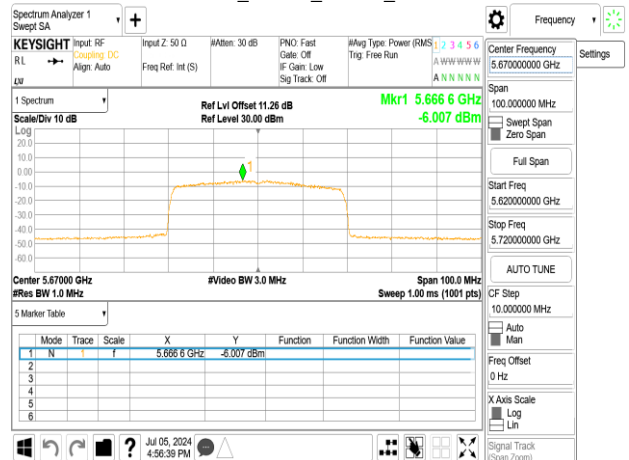 Spectrum Analyzer 1
Swept SA
Frequency
KEYSIGHT
Input: RF
Coupling: DC
Align: Auto
Input Z: 50 Ω
Freq Ref: Int (S)
#Atten: 30 dB
PNO: Fast
Gate: Off
IF Gain: Low
Sig Track: Off
#Avg Type: Power (RMS
Trig: Free Run
1 2 3 4 5 6
A W W W W W
A N N N N N
RL
LXI
1 Spectrum
Scale/Div 10 dB
Ref Lvl Offset 11.26 dB
Ref Level 30.00 dBm
Mkr1 5.666 6 GHz
-6.007 dBm
Log
20.0
10.0
0.00
-10.0
-20.0
-30.0
-40.0
-50.0
-60.0
1
Center 5.67000 GHz
#Res BW 1.0 MHz
#Video BW 3.0 MHz
Span 100.0 MHz
Sweep 1.00 ms (1001 pts)
5 Marker Table
Mode Trace Scale X Y Function Function Width Function Value
1 N 1 f 5.666 6 GHz -6.007 dBm
2
3
4
5
6
Jul 05, 2024
4:56:39 PM
Center Frequency
5.670000000 GHz
Settings
Span
100.000000 MHz
Swept Span
Zero Span
Full Span
Start Freq
5.620000000 GHz
Stop Freq
5.720000000 GHz
AUTO TUNE
CF Step
10.000000 MHz
Auto
Man
Freq Offset
0 Hz
X Axis Scale
Log
Lin
Signal Track
(Span Zoom)